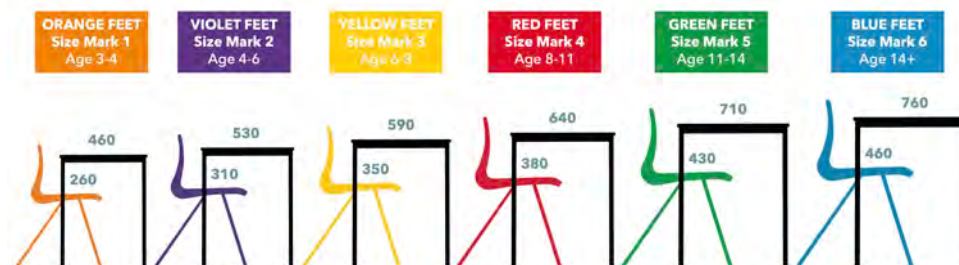 ORANGE FEET
Size Mark 1
Age 3-4
VIOLET FEET
Size Mark 2
Age 4-6
YELLOW FEET
Size Mark 3
Age 6-3
RED FEET
Size Mark 4
Age 8-11
GREEN FEET
Size Mark 5
Age 11-14
BLUE FEET
Size Mark 6
Age 14+
460
260
530
310
590
350
640
380
710
430
760
460